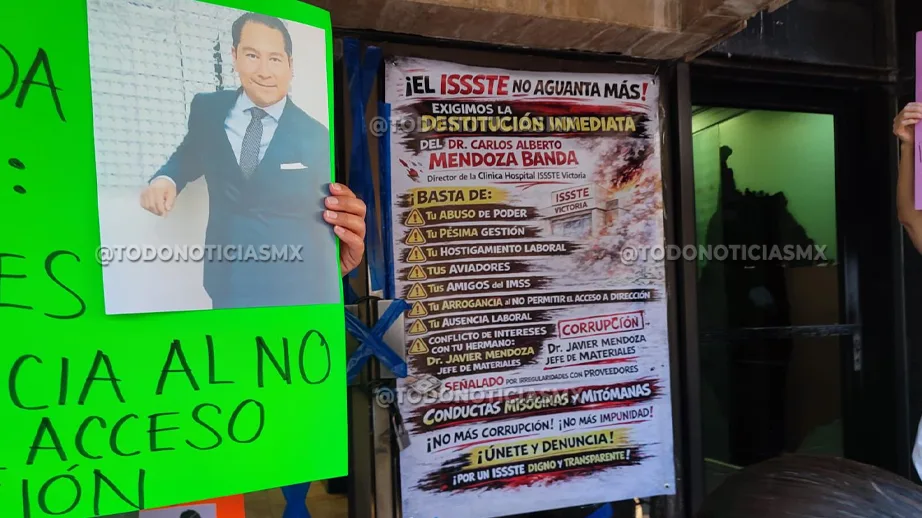 DA
:
ES
CIA AL NO
ACCESO
IÓN
¡EL ISSSTE NO AGUANTA MÁS!
EXIGIMOS LA
DESTITUCIÓN INMEDIATA
DEL DR. CARLOS ALBERTO
MENDOZA BANDA
Director de la Clínica Hospital ISSSTE Victoria
¡BASTA DE:
TU ABUSO DE PODER
TU PÉSIMA GESTIÓN
TU HOSTIGAMIENTO LABORAL
TUS AVIADORES
TUS AMIGOS DEL IMSS
TU ARROGANCIA AL NO PERMITIR EL ACCESO A DIRECCIÓN
TU AUSENCIA LABORAL
CONFLICTO DE INTERESES
CON TU HERMANO:
DR. JAVIER MENDOZA
JEFE DE MATERIALES
ISSSTE
VICTORIA
CORRUPCIÓN
DR. JAVIER MENDOZA
JEFE DE MATERIALES
SEÑALADO POR IRREGULARIDADES CON PROVEEDORES
CONDUCTAS MISÓGINAS Y MITÓMANAS
¡NO MÁS CORRUPCIÓN! ¡NO MÁS IMPUNIDAD!
¡ÚNETE Y DENUNCIA!
¡POR UN ISSSTE DIGNO Y TRANSPARENTE!
@TODONOTICIASMX
@TODONOTICIASMX
@TODONOTICIASMX
@TODONOTICIASMX